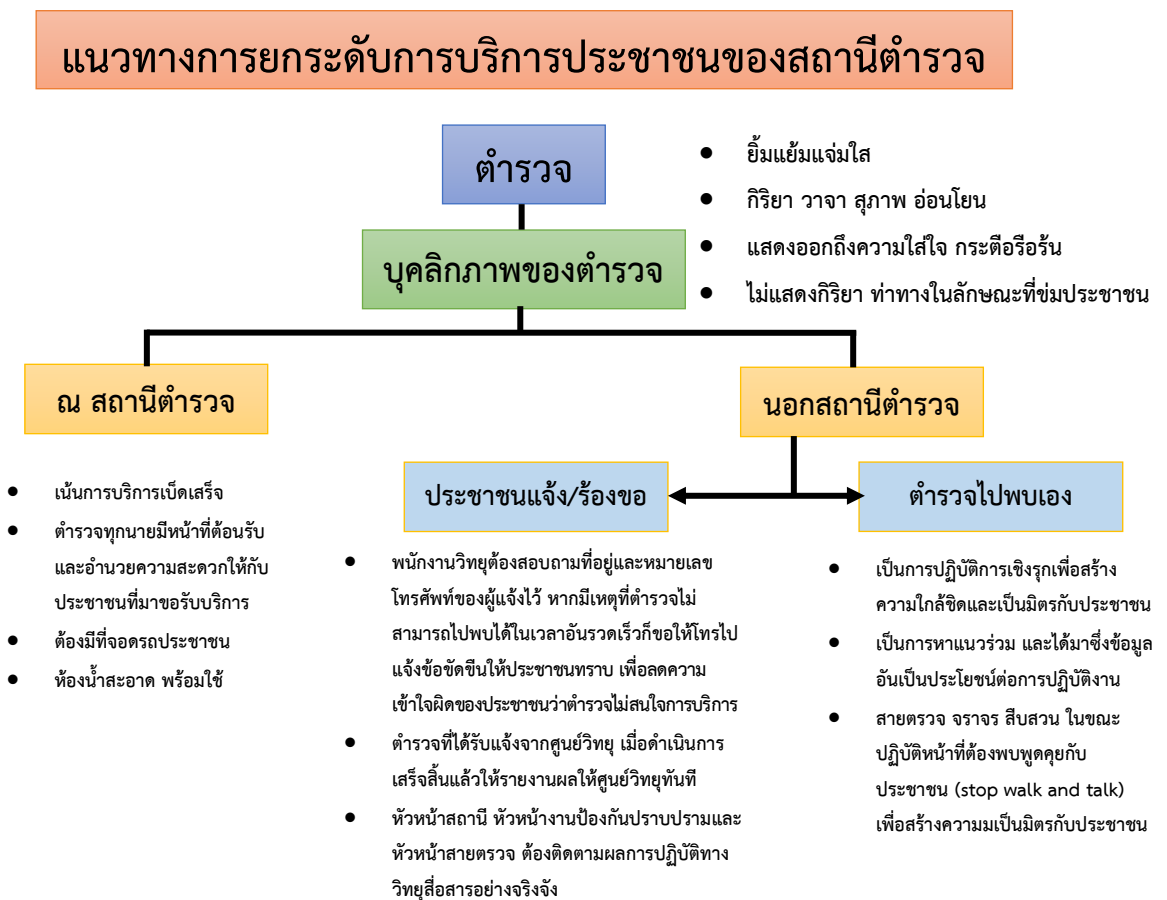 แนวทางการยกระดับการบริการประชาชนของสถานีตำรวจ
ตำรวจ
● ยิ้มแย้มแจ่มใส
● กิริยา วาจา สุภาพ อ่อนโยน
● แสดงออกถึงความใส่ใจ กระตือรือร้น
● ไม่แสดงกิริยา ท่าทางในลักษณะที่ข่มประชาชน
บุคลิกภาพของตำรวจ
ณ สถานีตำรวจ
● เน้นการบริการเบ็ดเสร็จ
● ตำรวจทุกนายมีหน้าที่ต้อนรับ
และอำนวยความสะดวกให้กับ
ประชาชนที่มาขอรับบริการ
● ต้องมีที่จอดรถประชาชน
● ห้องน้ำสะอาด พร้อมใช้
นอกสถานีตำรวจ
ประชาชนแจ้ง/ร้องขอ
● พนักงานวิทยุต้องสอบถามที่อยู่และหมายเลข
โทรศัพท์ของผู้แจ้งไว้ หากมีเหตุที่ตำรวจไม่
สามารถไปพบได้ในเวลาอันรวดเร็วก็ขอให้โทรไป
แจ้งข้อขัดขืนให้ประชาชนทราบ เพื่อลดความ
เข้าใจผิดของประชาชนว่าตำรวจไม่สนใจการบริการ
● ตำรวจที่ได้รับแจ้งจากศูนย์วิทยุ เมื่อดำเนินการ
เสร็จสิ้นแล้วให้รายงานผลให้ศูนย์วิทยุทันที
● หัวหน้าสถานี หัวหน้างานป้องกันปราบปรามและ
หัวหน้าสายตรวจ ต้องติดตามผลการปฏิบัติทาง
วิทยุสื่อสารอย่างจริงจัง
ตำรวจไปพบเอง
● เป็นการปฏิบัติการเชิงรุกเพื่อสร้าง
ความใกล้ชิดและเป็นมิตรกับประชาชน
● เป็นการหาแนวร่วม และได้มาซึ่งข้อมูล
อันเป็นประโยชน์ต่อการปฏิบัติงาน
● สายตรวจ จราจร สืบสวน ในขณะ
ปฏิบัติหน้าที่ต้องพบพูดคุยกับ
ประชาชน (stop walk and talk)
เพื่อสร้างความมเป็นมิตรกับประชาชน